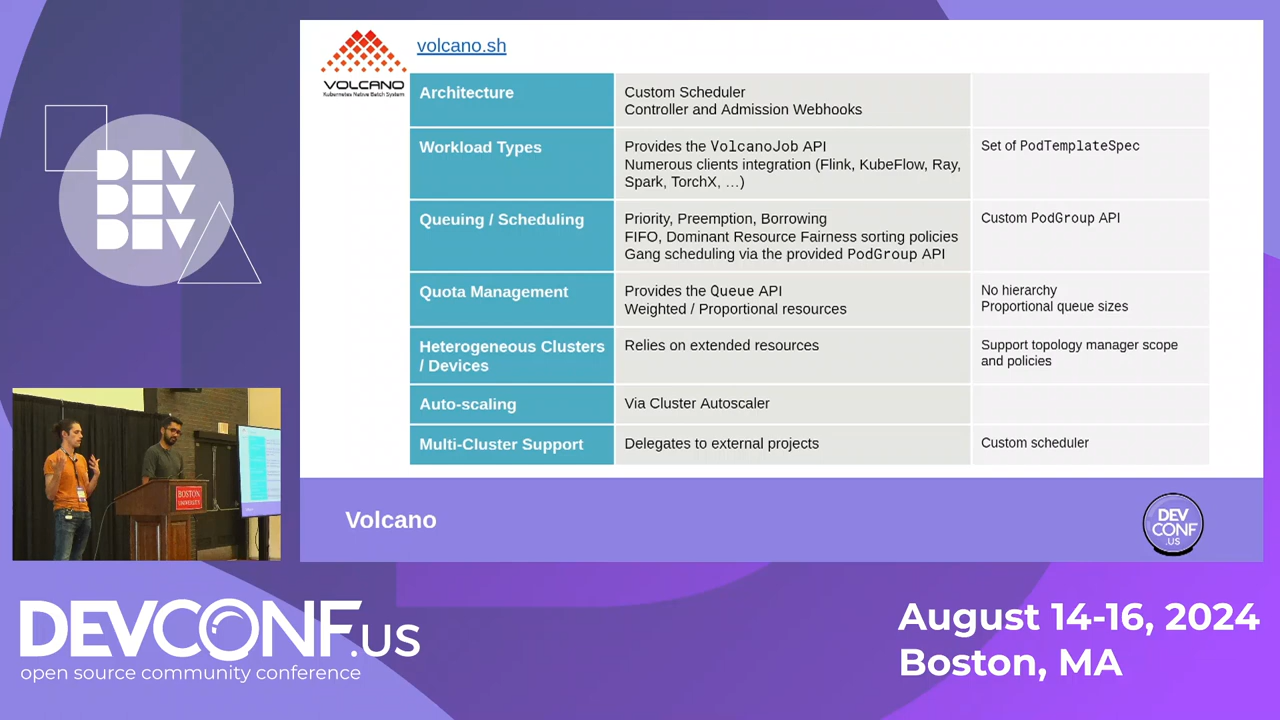 VOLCANO
Kubernetes Native Batch System
volcano.sh
Architecture
Custom Scheduler
Controller and Admission Webhooks
Workload Types
Provides the VolcanoJob API
Numerous clients integration (Flink, KubeFlow, Ray,
Spark, TorchX, …)
Set of PodTemplateSpec
Queuing / Scheduling
Priority, Preemption, Borrowing
FIFO, Dominant Resource Fairness sorting policies
Gang scheduling via the provided PodGroup API
Custom PodGroup API
Quota Management
Provides the Queue API
Weighted / Proportional resources
No hierarchy
Proportional queue sizes
Heterogeneous Clusters
/ Devices
Relies on extended resources
Support topology manager scope
and policies
Auto-scaling
Via Cluster Autoscaler
Multi-Cluster Support
Delegates to external projects
Custom scheduler
Volcano
DEV
CONF
.US
DEV
DEV
DEV
BOSTON
UNIVERSITY
DEVCONF.US
open source community conference
August 14-16, 2024
Boston, MA